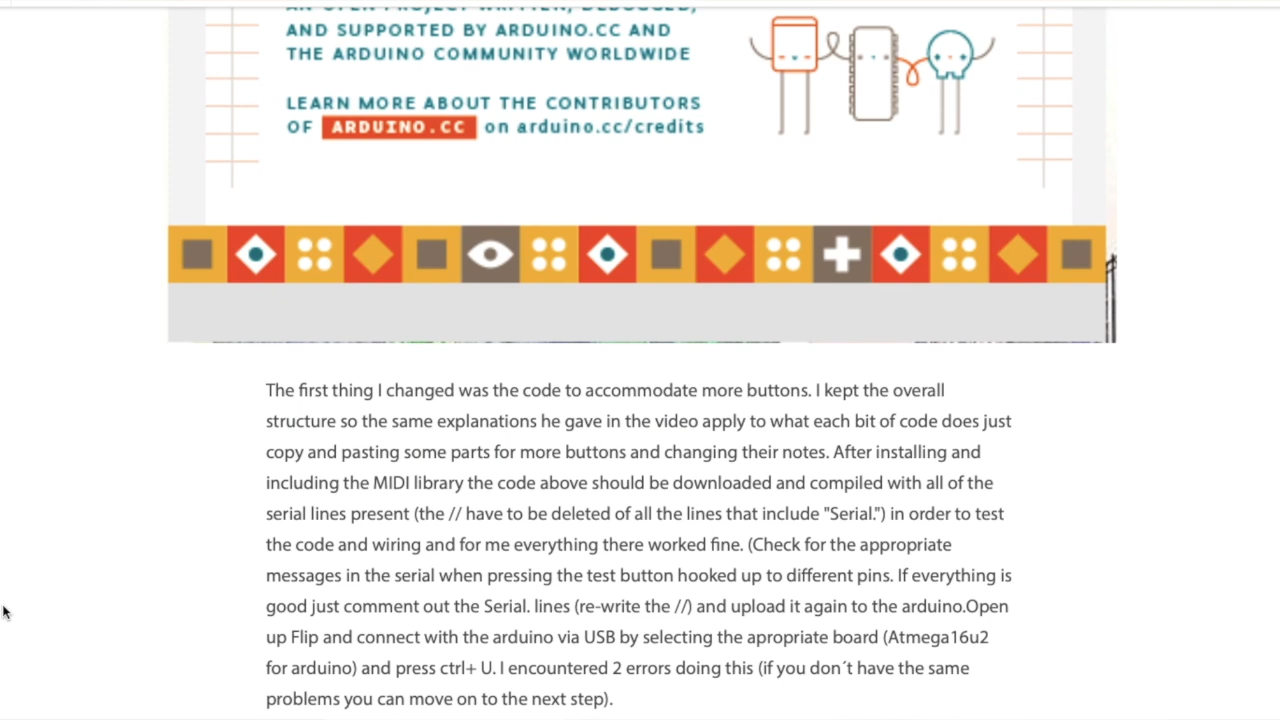 AN OPEN PROJECT WRITTEN, DEBUGGED,
AND SUPPORTED BY ARDUINO.CC AND
THE ARDUINO COMMUNITY WORLDWIDE
LEARN MORE ABOUT THE CONTRIBUTORS
OF ARDUINO.CC on arduino.cc/credits
The first thing I changed was the code to accommodate more buttons. I kept the overall
structure so the same explanations he gave in the video apply to what each bit of code does just
copy and pasting some parts for more buttons and changing their notes. After installing and
including the MIDI library the code above should be downloaded and compiled with all of the
serial lines present (the // have to be deleted of all the lines that include "Serial.") in order to test
the code and wiring and for me everything there worked fine. (Check for the appropriate
messages in the serial when pressing the test button hooked up to different pins. If everything is
good just comment out the Serial. lines (re-write the //) and upload it again to the arduino.Open
up Flip and connect with the arduino via USB by selecting the apropriate board (Atmega16u2
for arduino) and press ctrl+ U. I encountered 2 errors doing this (if you don´t have the same
problems you can move on to the next step).